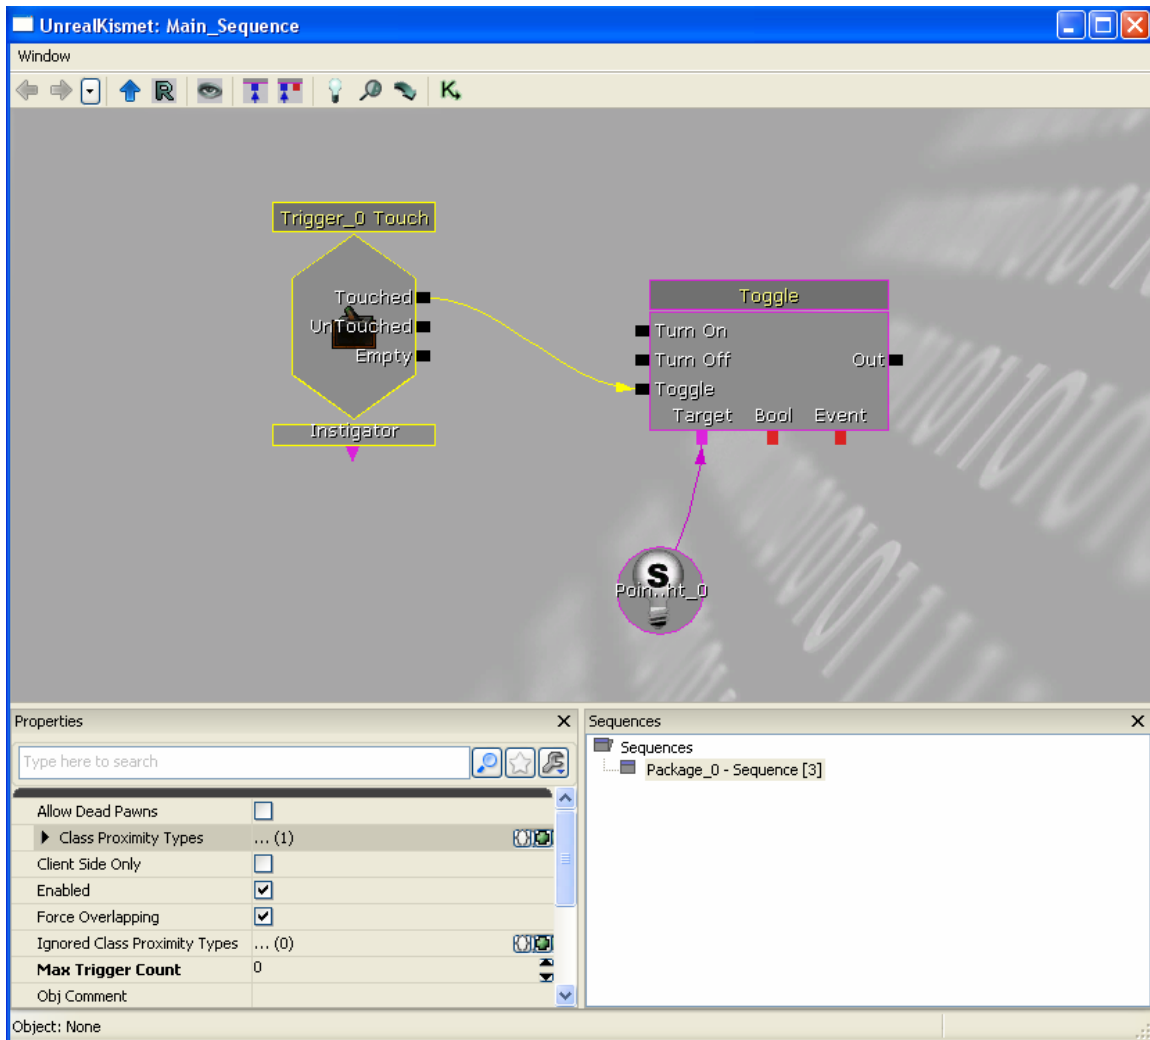 UnrealKismet: Main_Sequence
Window
R
K
Trigger_0 Touch
Touched
UnTouched
Empty
Instigator
Toggle
Turn On
Turn Off
Out
Toggle
Target Bool Event
S
Poin..ht_0
Properties
Type here to search
Allow Dead Pawns
Class Proximity Types ... (1)
Client Side Only
Enabled
Force Overlapping
Ignored Class Proximity Types ... (0)
Max Trigger Count 0
Obj Comment
Sequences
Sequences
Package_0 - Sequence [3]
Object: None